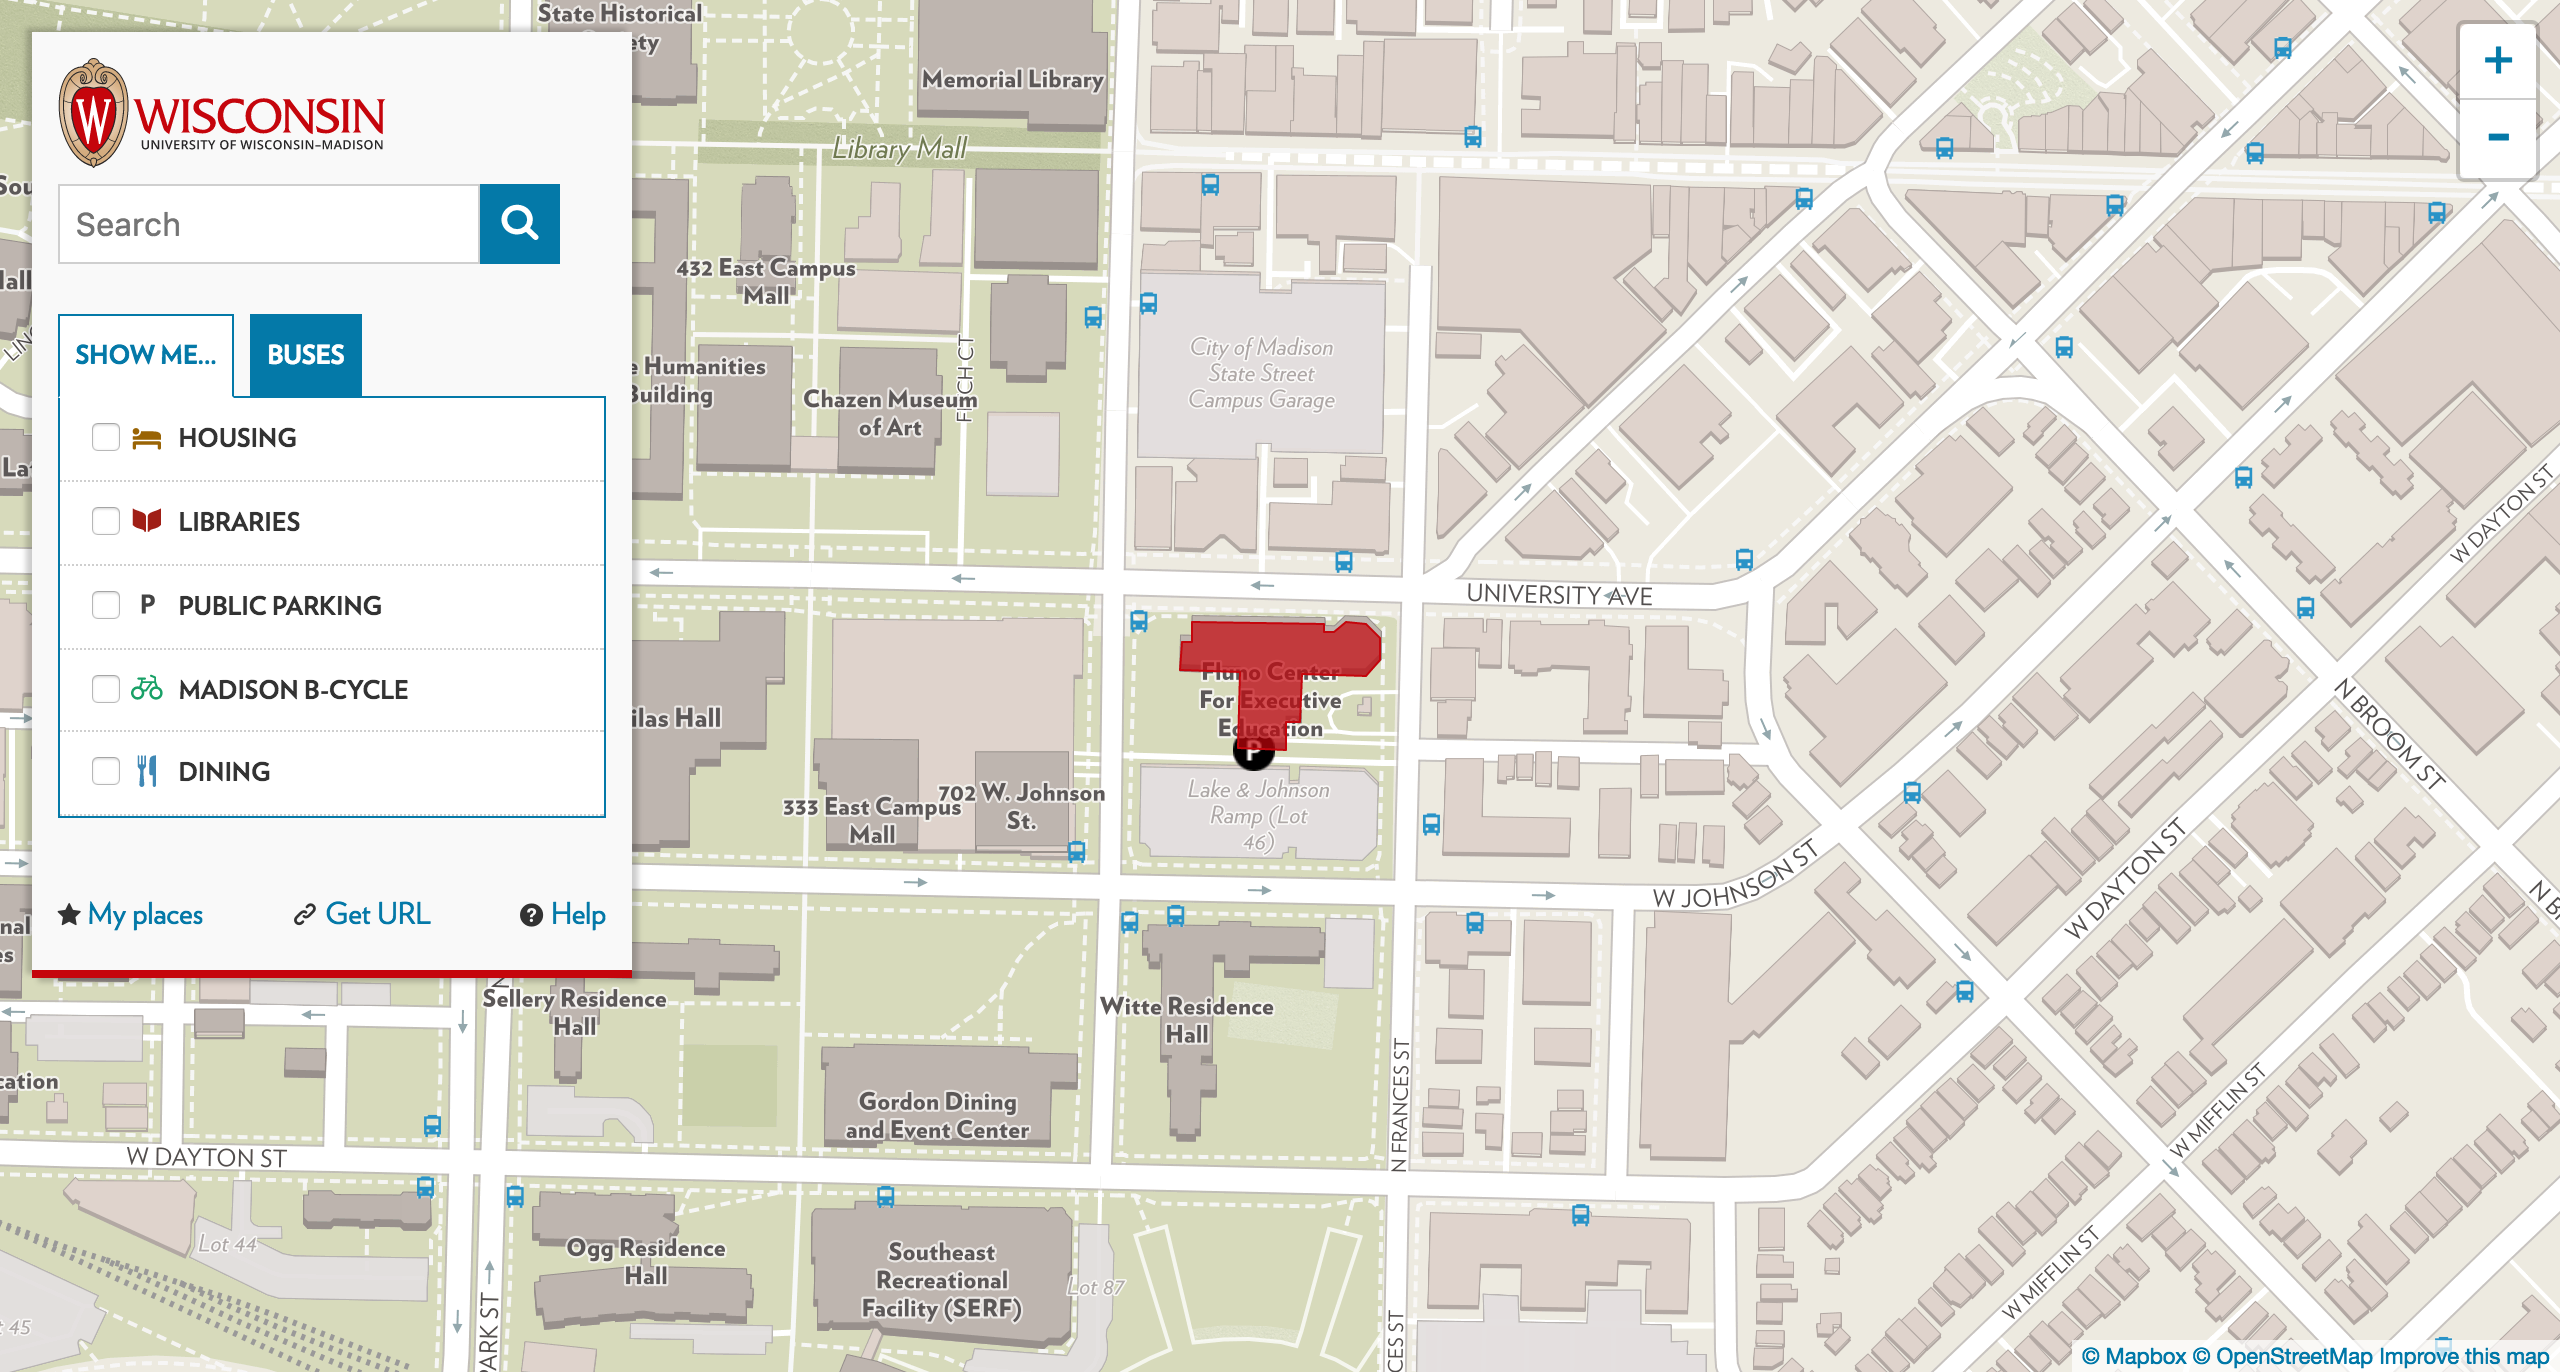 WISCONSIN
UNIVERSITY OF WISCONSIN–MADISON
Search
SHOW ME...
BUSES
HOUSING
LIBRARIES
P PUBLIC PARKING
MADISON B-CYCLE
DINING
My places
Get URL
Help
State Historical
ety
Memorial Library
Library Mall
432 East Campus
Mall
Humanities
Building
Chazen Museum
of Art
FITCH CT
City of Madison
State Street
Campus Garage
+
-
UNIVERSITY AVE
Fluno Center
For Executive
Education
P
Lake & Johnson
Ramp (Lot
46)
ilas Hall
333 East Campus
Mall
702 W. Johnson
St.
W JOHNSON ST
W DAYTON ST
W DAYTON ST
N BROOM ST
W MIFFLIN ST
W MIFFLIN ST
Sellery Residence
Hall
Witte Residence
Hall
Gordon Dining
and Event Center
N FRANCES ST
cation
W DAYTON ST
Lot 44
Ogg Residence
Hall
PARK ST
Southeast
Recreational
Facility (SERF)
Lot 87
CES ST
45
© Mapbox © OpenStreetMap Improve this map